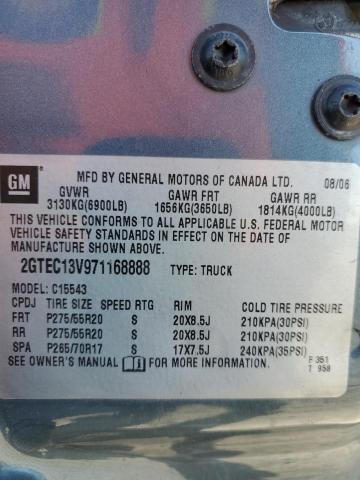 GM
MFD BY GENERAL MOTORS OF CANADA LTD. 08/06
GVWR GAWR FRT GAWR RR
3130KG(6900LB) 1656KG(3650LB) 1814KG(4000LB)
THIS VEHICLE CONFORMS TO ALL APPLICABLE U.S. FEDERAL MOTOR
VEHICLE SAFETY STANDARDS IN EFFECT ON THE DATE OF
MANUFACTURE SHOWN ABOVE.
2GTEC13V971168888 TYPE: TRUCK
MODEL: C15543
CPDJ TIRE SIZE SPEED RTG RIM COLD TIRE PRESSURE
FRT P275/55R20 S 20X8.5J 210KPA(30PSI)
RR P275/55R20 S 20X8.5J 210KPA(30PSI)
SPA P265/70R17 S 17X7.5J 240KPA(35PSI)
SEE OWNER'S MANUAL FOR MORE INFORMATION. F 351
T 958